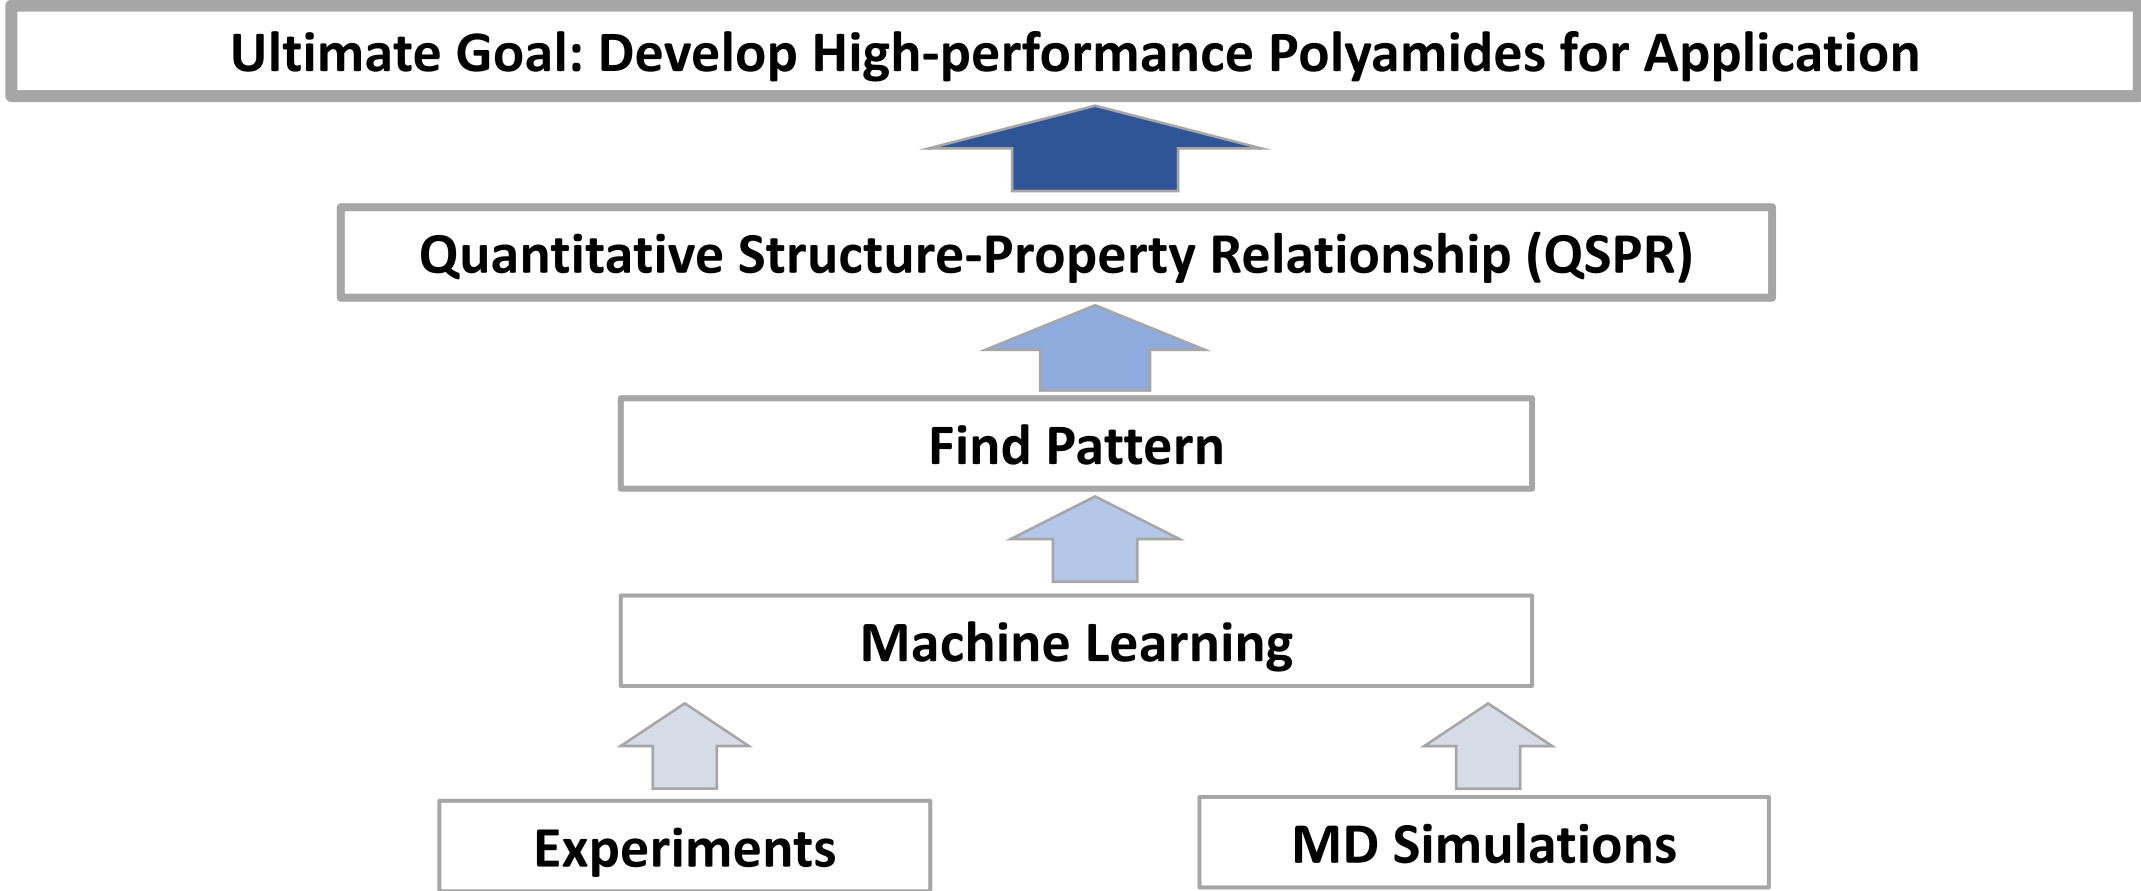 Ultimate Goal: Develop High-performance Polyamides for Application
Quantitative Structure-Property Relationship (QSPR)
Find Pattern
Machine Learning
Experiments
MD Simulations